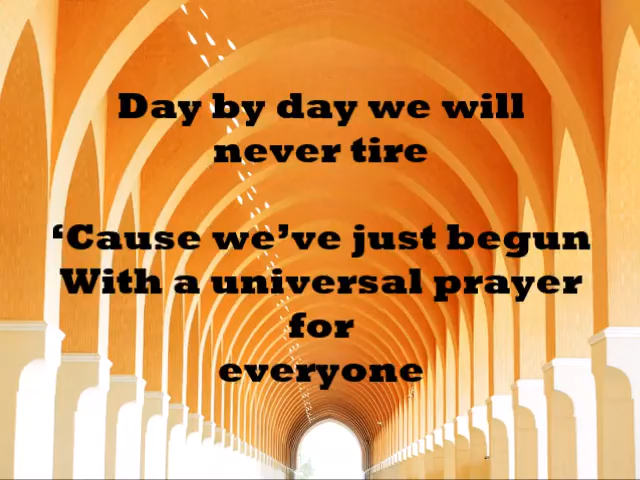 Day by day we will
never tire
‘Cause we’ve just begun
With a universal prayer
for
everyone